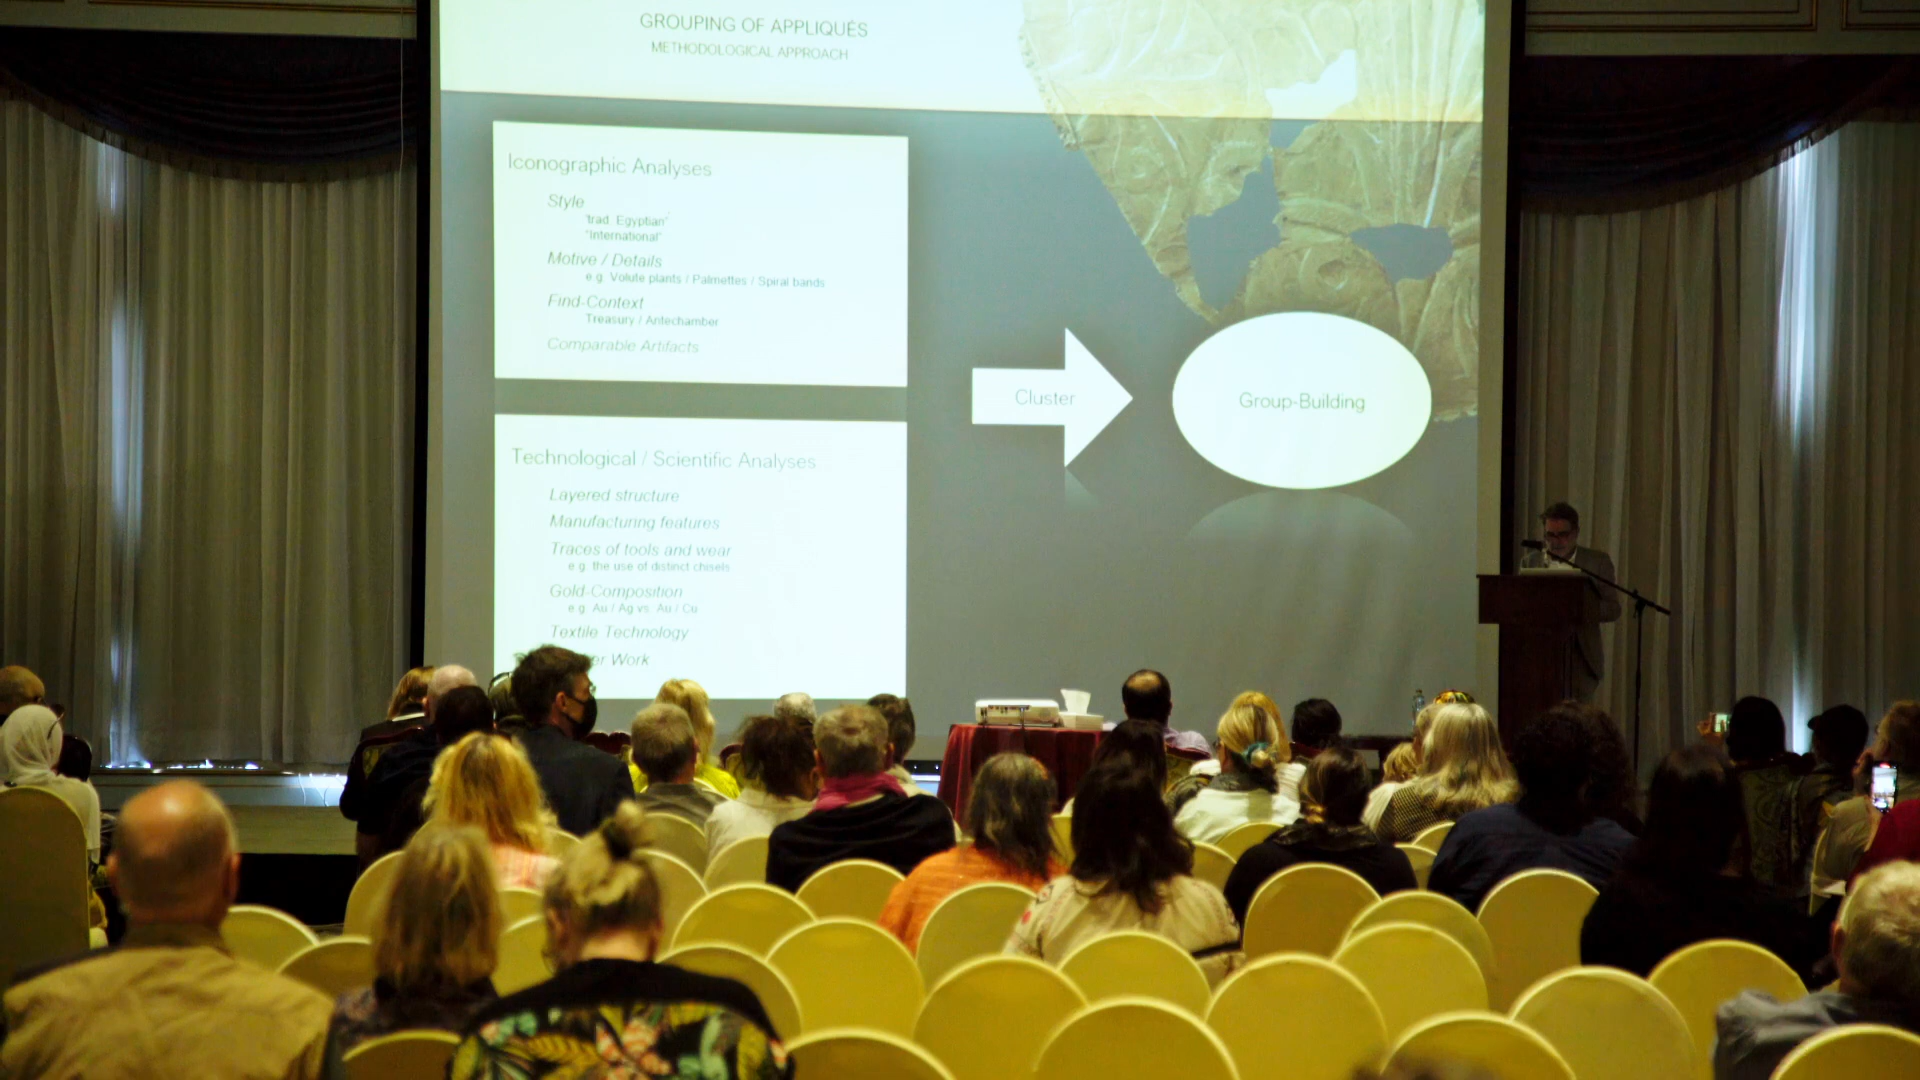 GROUPING OF APPLIQUÉS
METHODOLOGICAL APPROACH
Iconographic Analyses
Style
"trad. Egyptian"
"International"
Motive / Details
e.g. Volute plants / Palmettes / Spiral bands
Find-Context
Treasury / Antechamber
Comparable Artifacts
Technological / Scientific Analyses
Layered structure
Manufacturing features
Traces of tools and wear
e.g. the use of distinct chisels
Gold-Composition
e.g. Au / Ag vs. Au / Cu
Textile Technology
Work
Cluster
Group-Building